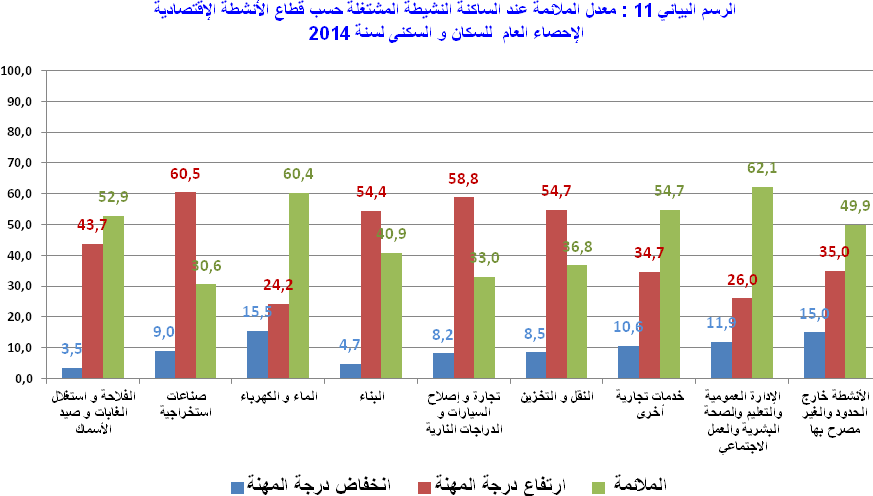 الرسم البياني 11 : معدل الملائمة عند الساكنة النشيطة المشتغلة حسب قطاع الأنشطة الإقتصادية
الإحصاء العام للسكان و السكنى لسنة 2014
100,0
90,0
80,0
70,0
60,0
50,0
40,0
30,0
20,0
10,0
0,0
3,5
43,7
52,9
9,0
60,5
30,6
15,5
24,2
60,4
4,7
54,4
40,9
8,2
58,8
33,0
8,5
54,7
36,8
10,6
34,7
54,7
11,9
26,0
62,1
15,0
35,0
49,9
الفلاحة و استغلال
الغابات و صيد
الأسماك
صناعات
استخراجية
الماء و الكهرباء
البناء
تجارة و إصلاح
السيارات و
الدراجات النارية
النقل و التخزين
خدمات تجارية
أخرى
الإدارة العمومية
والتعليم والصحة
البشرية والعمل
الاجتماعي
الأنشطة خارج
الحدود والغير
مصرح بها
انخفاض درجة المهنة
ارتفاع درجة المهنة
الملائمة